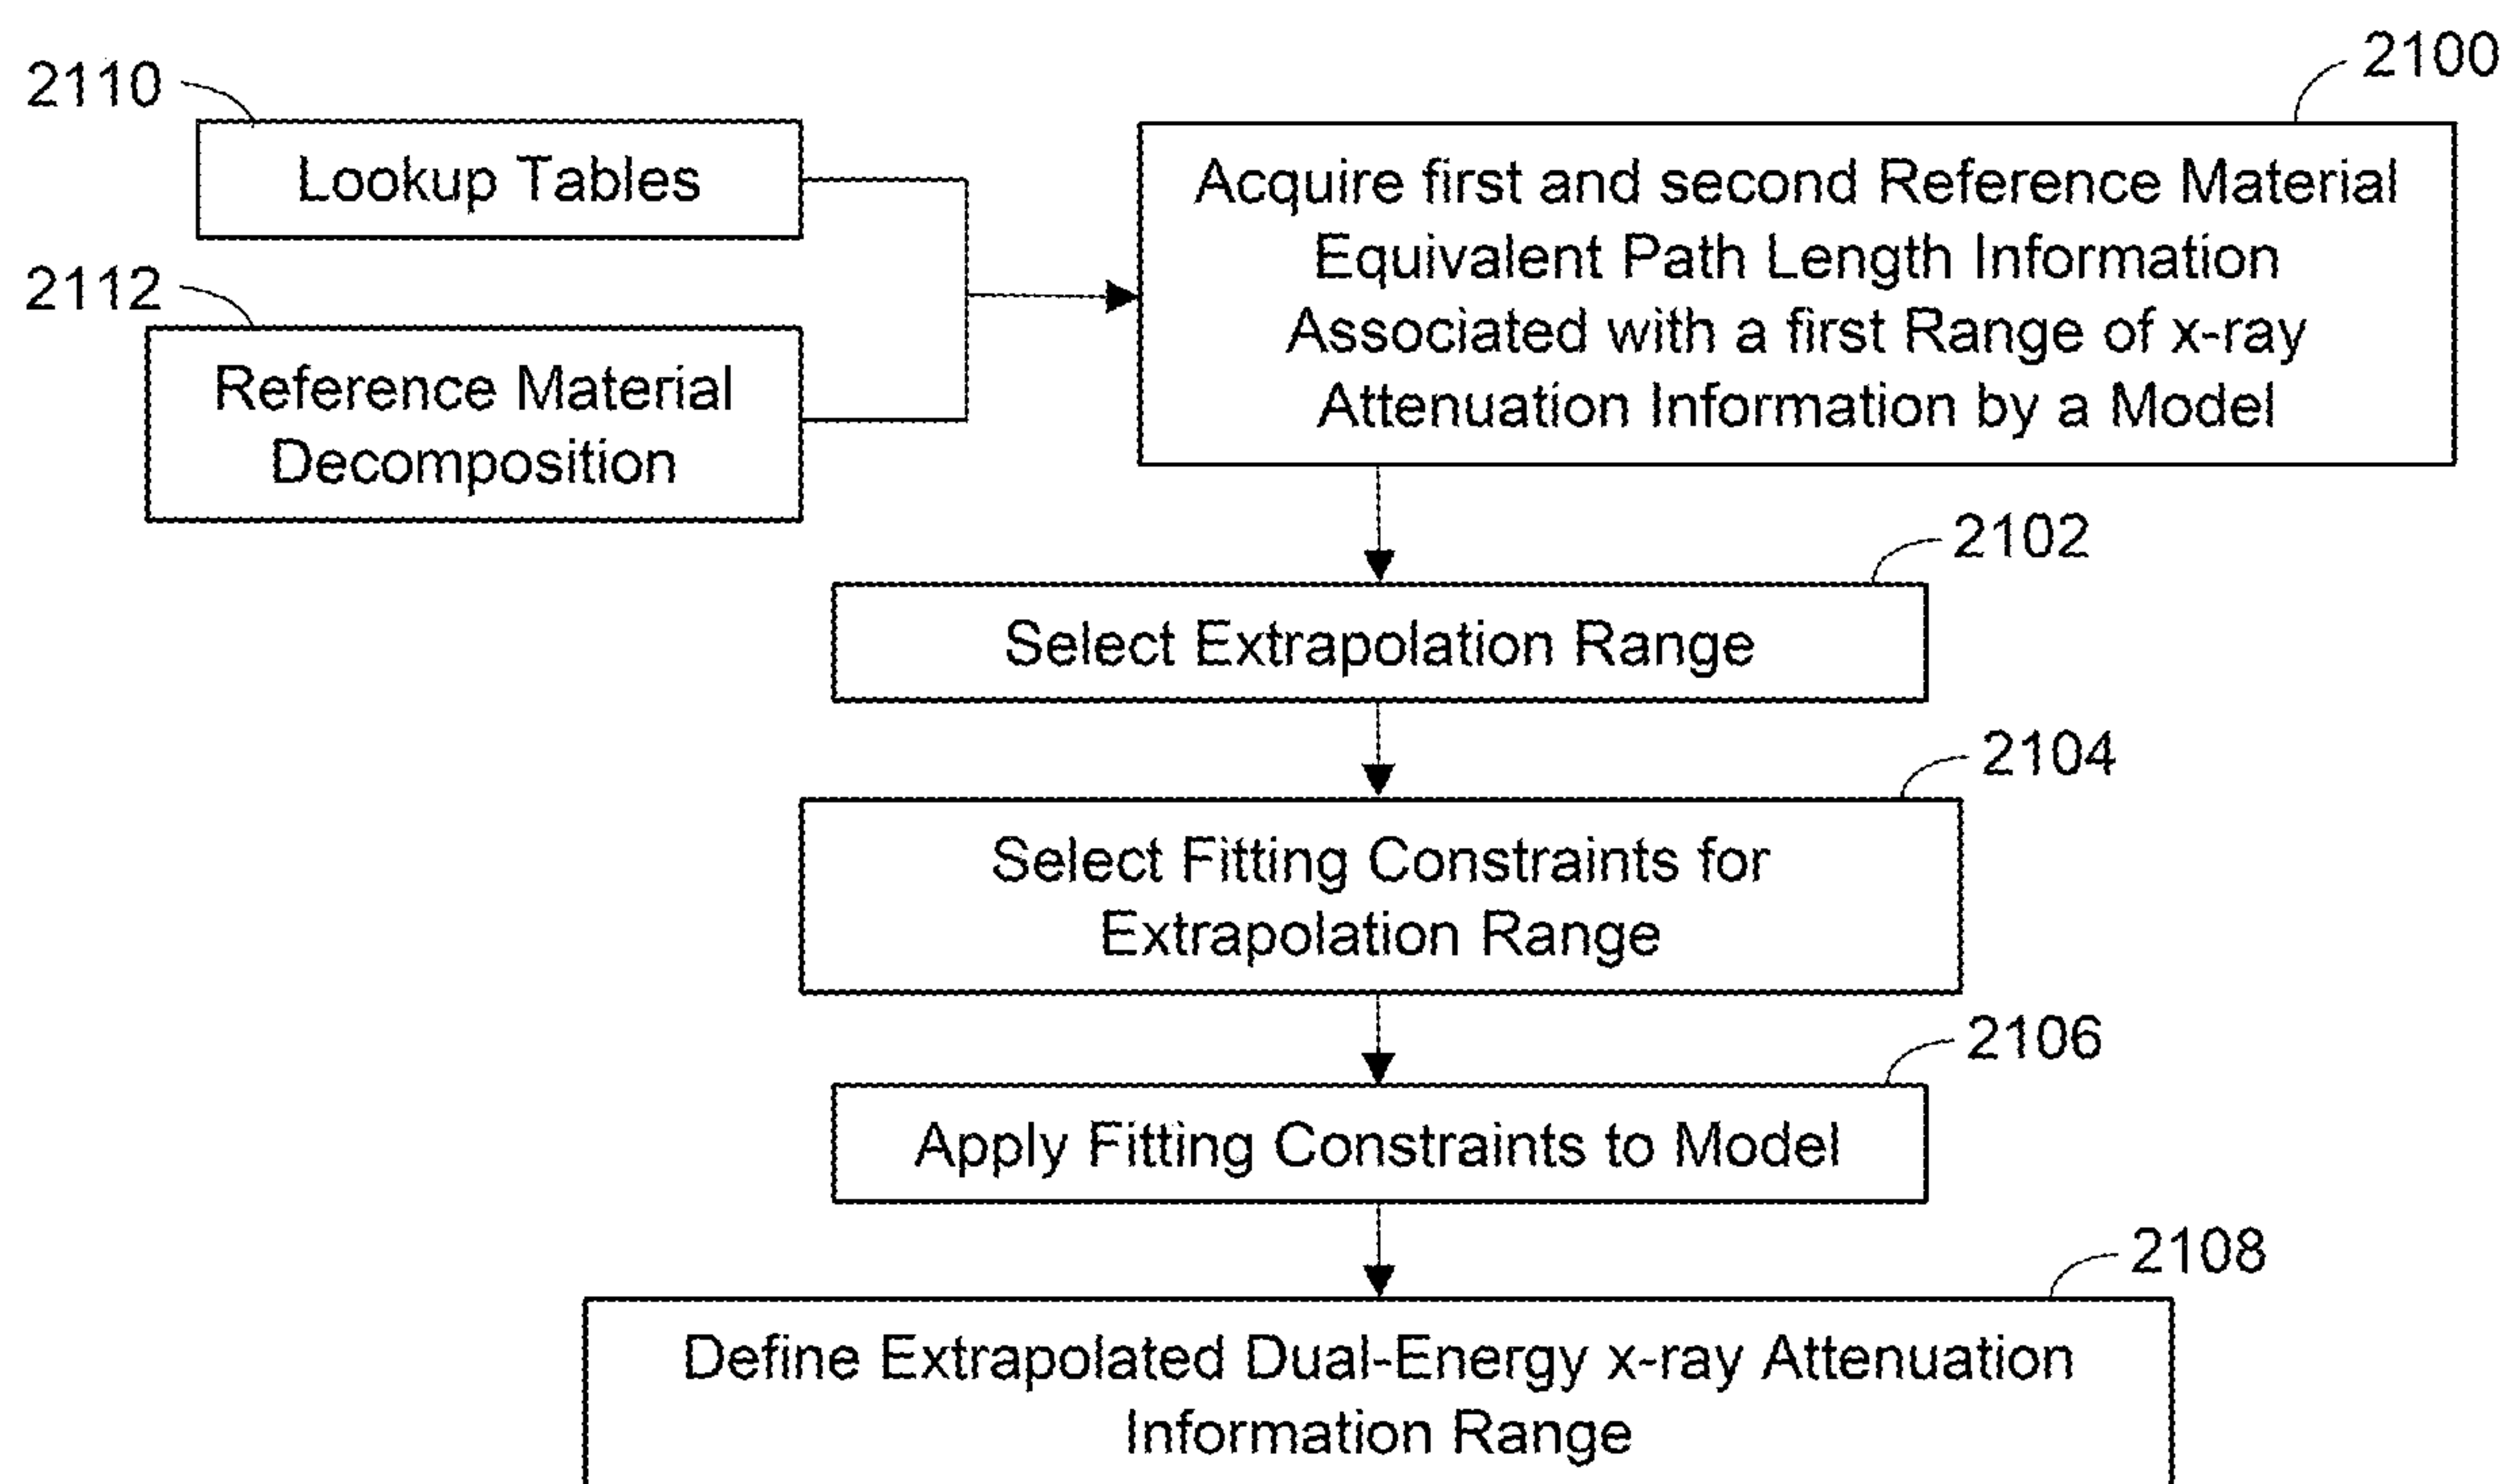 2110
Lookup Tables
2112
Reference Material
Decomposition
2100
Acquire first and second Reference Material
Equivalent Path Length Information
Associated with a first Range of x-ray
Attenuation Information by a Model
2102
Select Extrapolation Range
2104
Select Fitting Constraints for
Extrapolation Range
2106
Apply Fitting Constraints to Model
2108
Define Extrapolated Dual-Energy x-ray Attenuation
Information Range